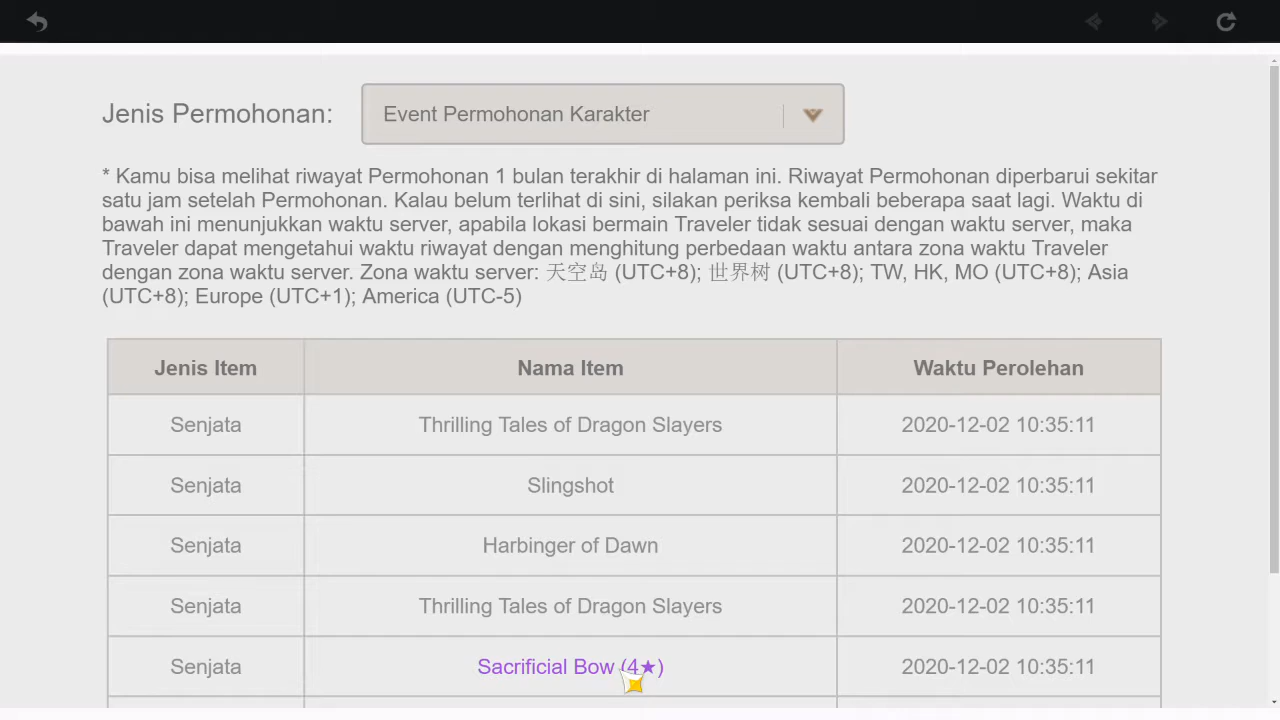 Jenis Permohonan: Event Permohonan Karakter
* Kamu bisa melihat riwayat Permohonan 1 bulan terakhir di halaman ini. Riwayat Permohonan diperbarui sekitar
satu jam setelah Permohonan. Kalau belum terlihat di sini, silakan periksa kembali beberapa saat lagi. Waktu di
bawah ini menunjukkan waktu server, apabila lokasi bermain Traveler tidak sesuai dengan waktu server, maka
Traveler dapat mengetahui waktu riwayat dengan menghitung perbedaan waktu antara zona waktu Traveler
dengan zona waktu server. Zona waktu server: 天空岛 (UTC+8); 世界树 (UTC+8); TW, HK, MO (UTC+8); Asia
(UTC+8); Europe (UTC+1); America (UTC-5)
Jenis Item Nama Item Waktu Perolehan
Senjata Thrilling Tales of Dragon Slayers 2020-12-02 10:35:11
Senjata Slingshot 2020-12-02 10:35:11
Senjata Harbinger of Dawn 2020-12-02 10:35:11
Senjata Thrilling Tales of Dragon Slayers 2020-12-02 10:35:11
Senjata Sacrificial Bow (4★) 2020-12-02 10:35:11